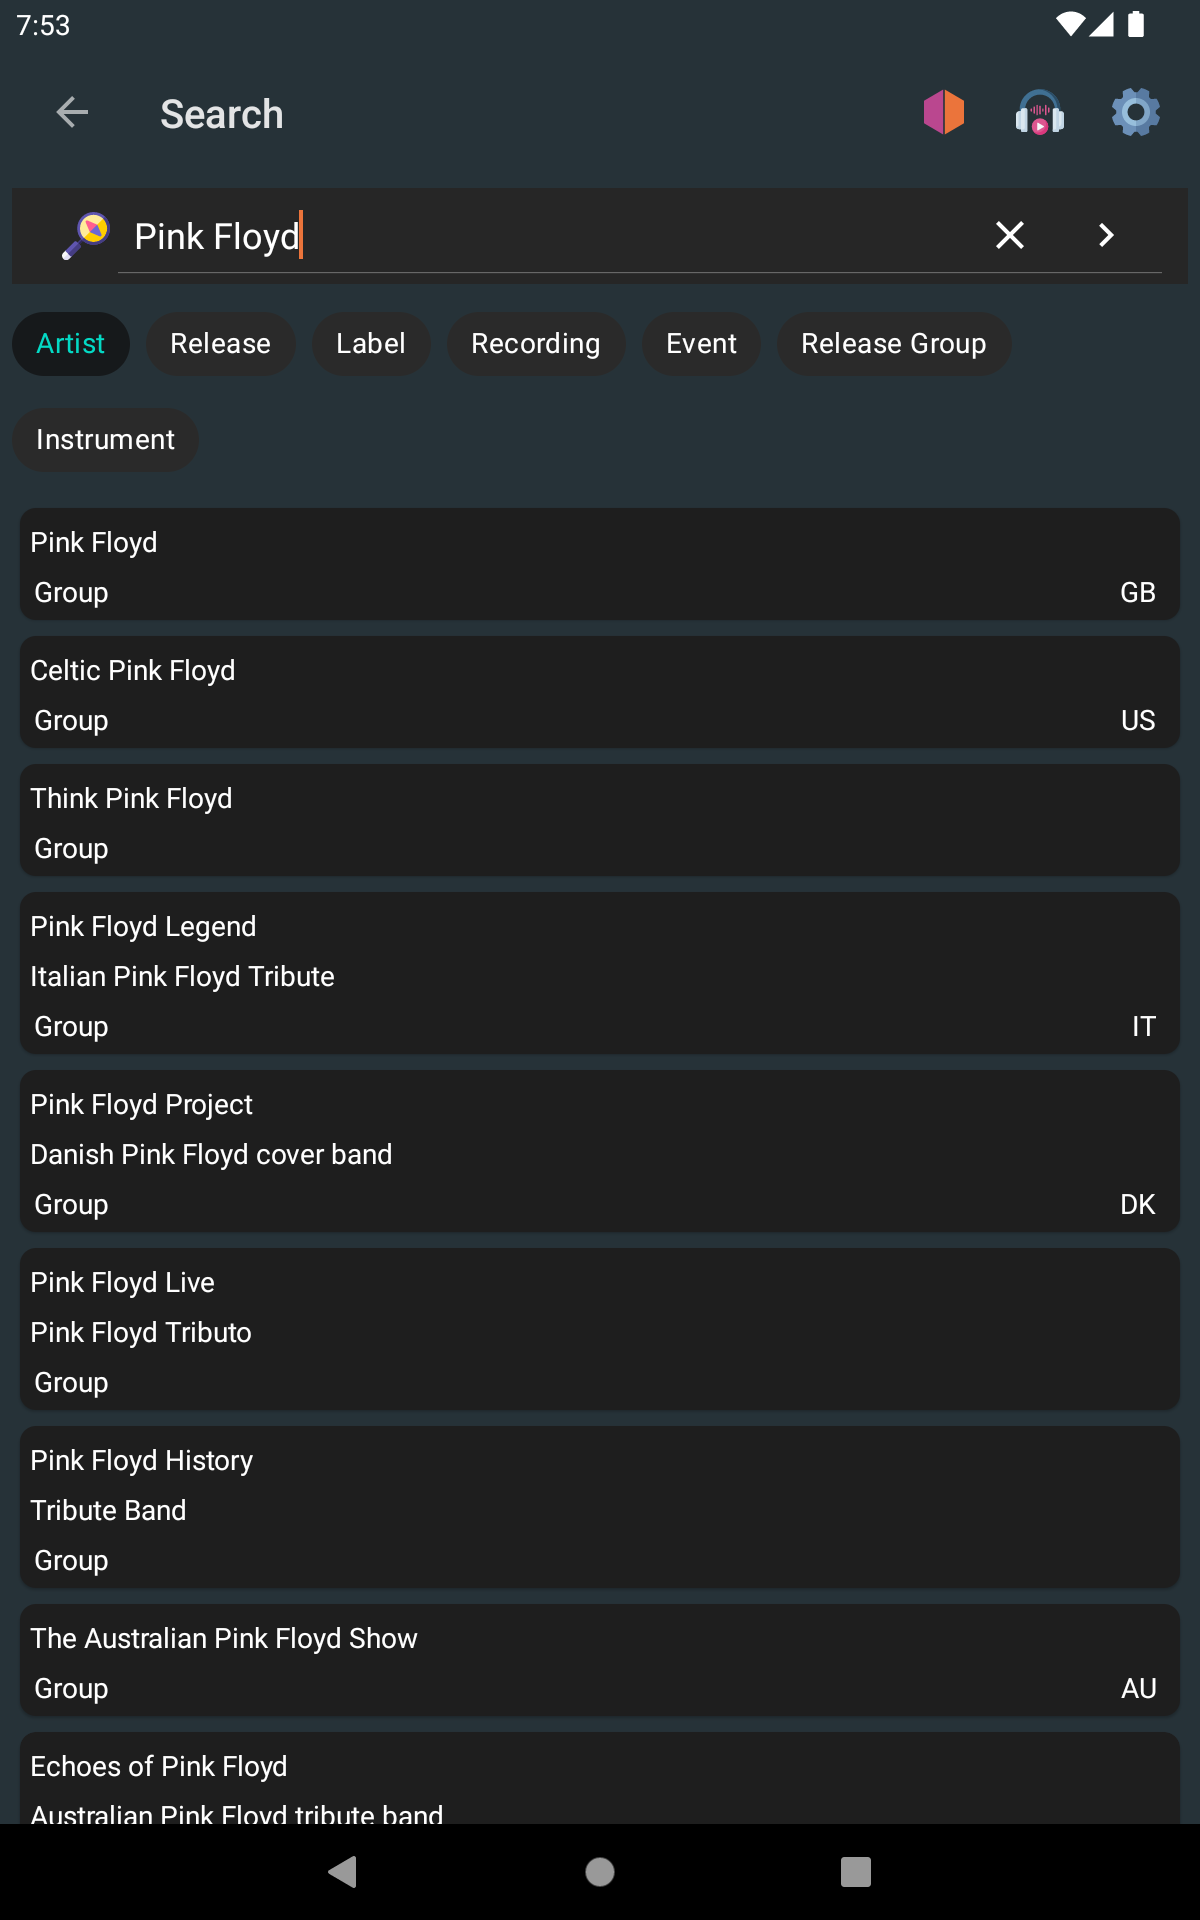 7:53
Search
Pink Floyd
Artist Release Label Recording Event Release Group
Instrument
Pink Floyd
Group GB
Celtic Pink Floyd
Group US
Think Pink Floyd
Group
Pink Floyd Legend
Italian Pink Floyd Tribute
Group IT
Pink Floyd Project
Danish Pink Floyd cover band
Group DK
Pink Floyd Live
Pink Floyd Tributo
Group
Pink Floyd History
Tribute Band
Group
The Australian Pink Floyd Show
Group AU
Echoes of Pink Floyd
Australian Pink Floyd tribute band